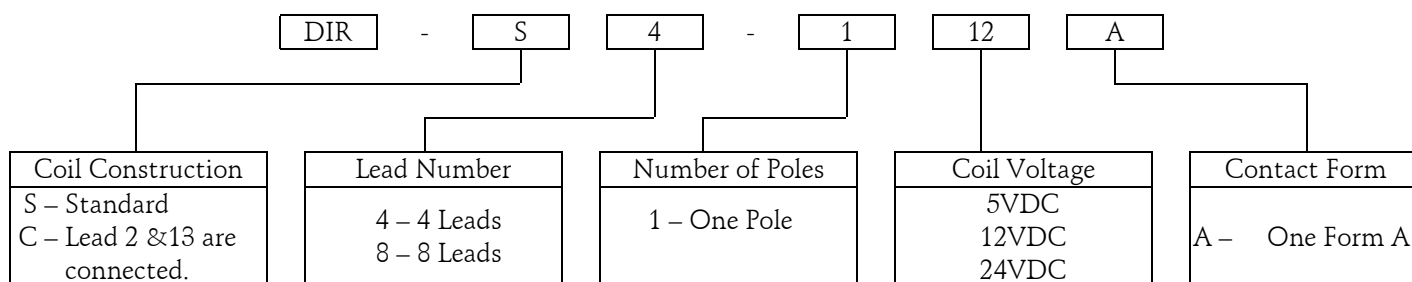 DIR - S 4 - 1 12 A
Coil Construction
S – Standard
C – Lead 2 &13 are
connected.
Lead Number
4 – 4 Leads
8 – 8 Leads
Number of Poles
1 – One Pole
Coil Voltage
5VDC
12VDC
24VDC
Contact Form
A – One Form A